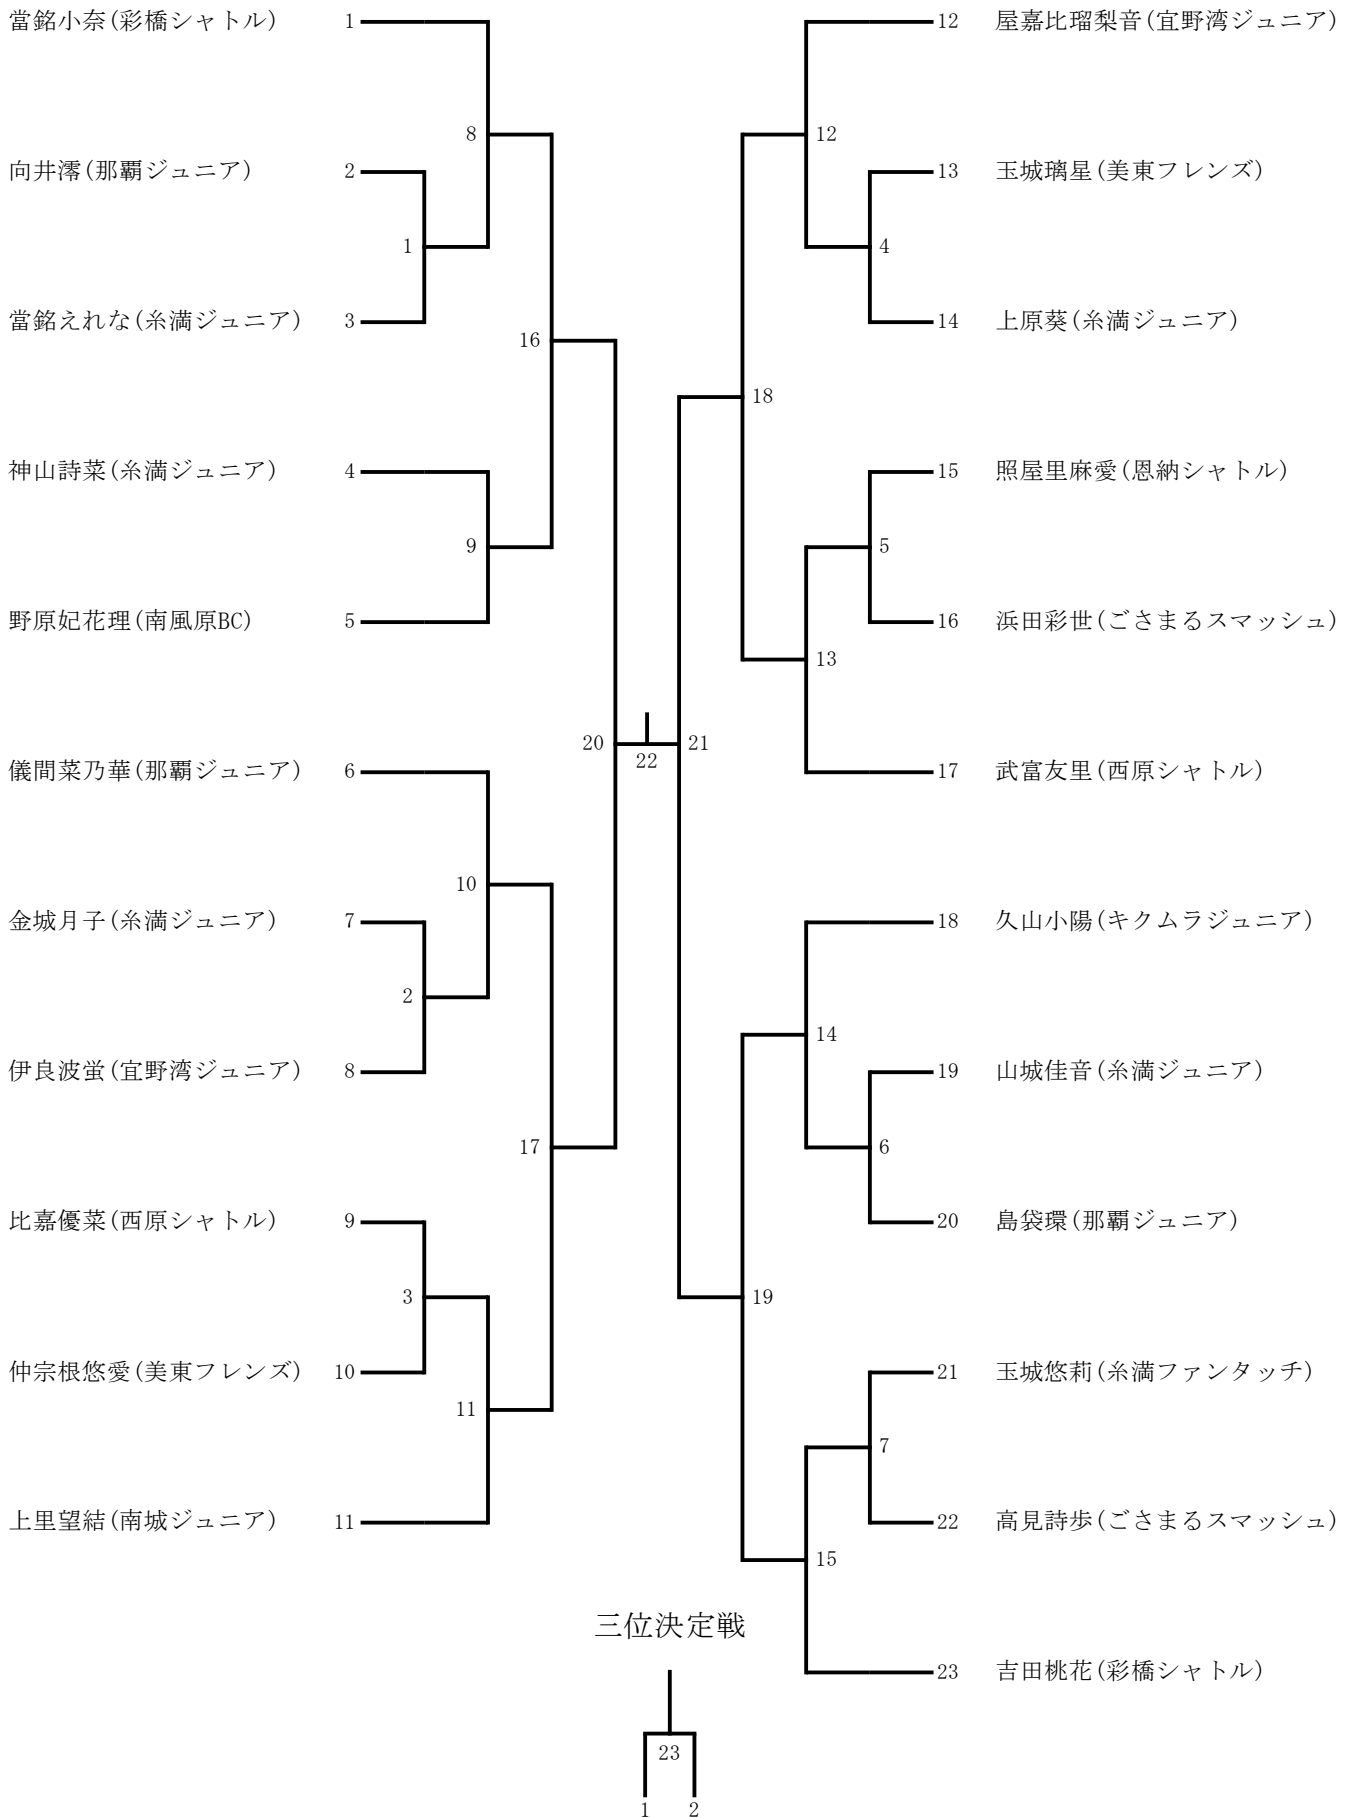 當銘小奈(彩橋シャトル) 1
8
向井澪(那覇ジュニア) 2
1
當銘えれな(糸満ジュニア) 3
16
神山詩菜(糸満ジュニア) 4
9
野原妃花理(南風原BC) 5
20
22
儀間菜乃華(那覇ジュニア) 6
10
金城月子(糸満ジュニア) 7
2
伊良波蛍(宜野湾ジュニア) 8
17
比嘉優菜(西原シャトル) 9
3
仲宗根悠愛(美東フレンズ) 10
11
上里望結(南城ジュニア) 11
12 屋嘉比瑠梨音(宜野湾ジュニア)
12
13 玉城璃星(美東フレンズ)
4
14 上原葵(糸満ジュニア)
18
15 照屋里麻愛(恩納シャトル)
5
16 浜田彩世(ごさまるスマッシュ)
13
21
17 武富友里(西原シャトル)
18 久山小陽(キクムラジュニア)
14
19 山城佳音(糸満ジュニア)
6
20 島袋環(那覇ジュニア)
19
21 玉城悠莉(糸満ファンタッチ)
7
22 高見詩歩(ごさまるスマッシュ)
15
23 吉田桃花(彩橋シャトル)
三位決定戦
23
1 2